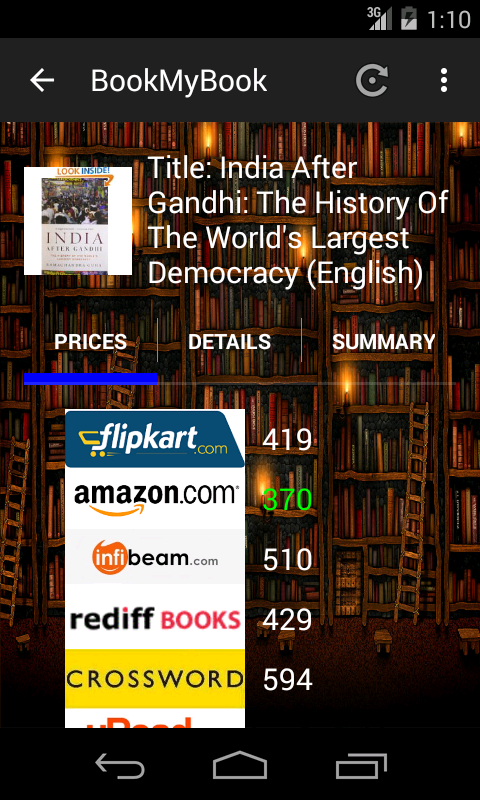 3G 1:10
BookMyBook
LOOK INSIDE!
INDIA
AFTER GANDHI
Title: India After
Gandhi: The History Of
The World's Largest
Democracy (English)
PRICES DETAILS SUMMARY
flipkart.com 419
amazon.com 370
infibeam.com 510
rediff BOOKS 429
CROSSWORD 594
uRead